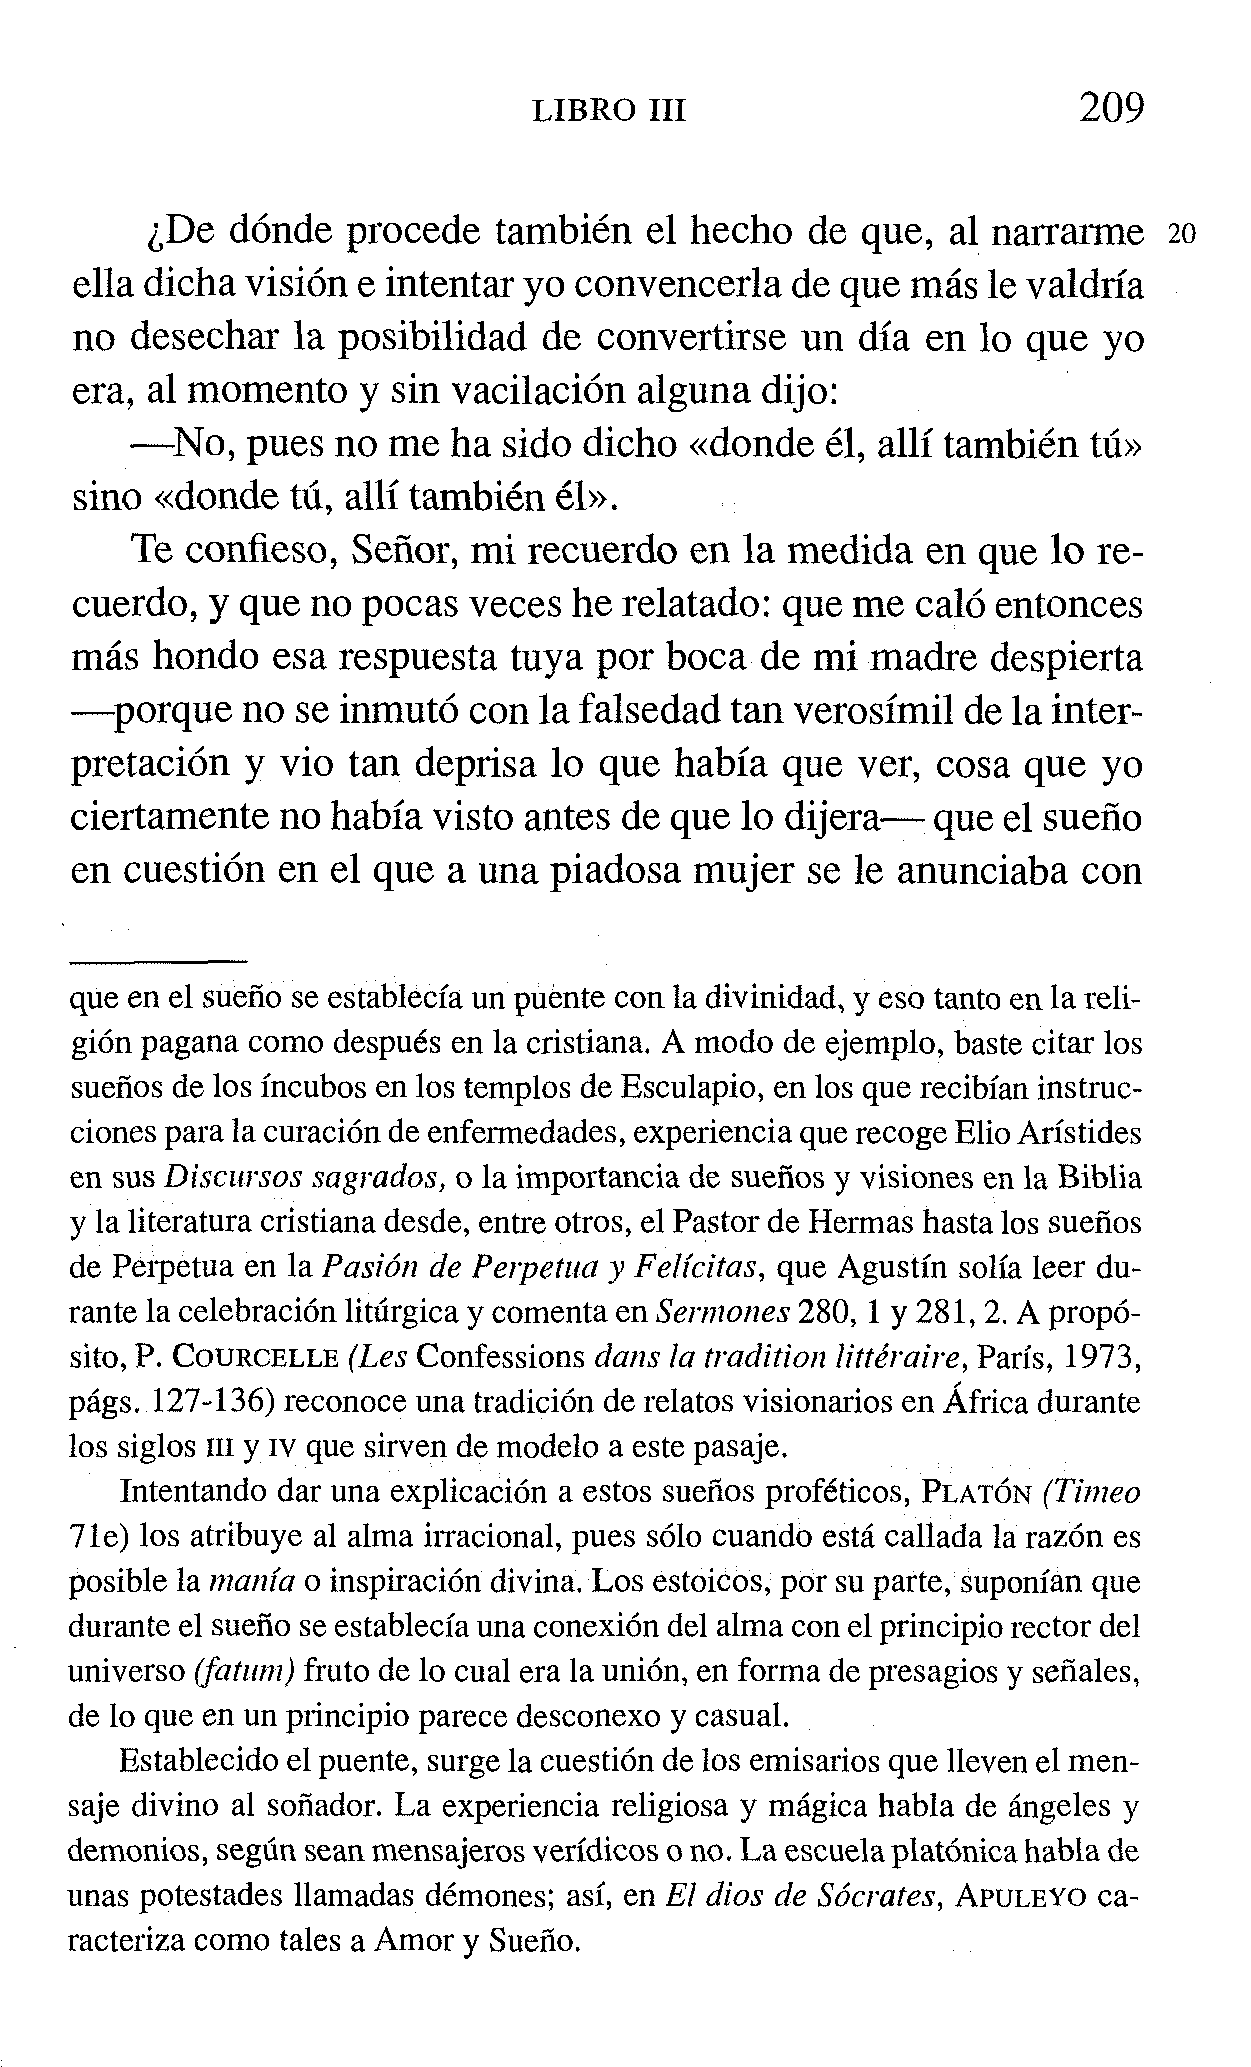 LIBRO III 209
¿De dónde procede también el hecho de que, al narrarme 20
ella dicha visión e intentar yo convencerla de que más le valdría
no desechar la posibilidad de convertirse un día en lo que yo
era, al momento y sin vacilación alguna dijo:
—No, pues no me ha sido dicho «donde él, allí también tú»
sino «donde tú, allí también él».
Te confieso, Señor, mi recuerdo en la medida en que lo re-
cuerdo, y que no pocas veces he relatado: que me caló entonces
más hondo esa respuesta tuya por boca de mi madre despierta
—porque no se inmutó con la falsedad tan verosímil de la inter-
pretación y vio tan deprisa lo que había que ver, cosa que yo
ciertamente no había visto antes de que lo dijera— que el sueño
en cuestión en el que a una piadosa mujer se le anunciaba con
que en el sueño se establecía un puente con la divinidad, y eso tanto en la reli-
gión pagana como después en la cristiana. A modo de ejemplo, baste citar los
sueños de los íncubos en los templos de Esculapio, en los que recibían instruc-
ciones para la curación de enfermedades, experiencia que recoge Elio Arístides
en sus Discursos sagrados, o la importancia de sueños y visiones en la Biblia
y la literatura cristiana desde, entre otros, el Pastor de Hermas hasta los sueños
de Perpetua en la Pasión de Perpetua y Felícitas, que Agustín solía leer du-
rante la celebración litúrgica y comenta en Sermones 280, 1 y 281, 2. A propó-
sito, P. COURCELLE (Les Confessions dans la tradition littéraire, París, 1973,
págs. 127-136) reconoce una tradición de relatos visionarios en África durante
los siglos III y IV que sirven de modelo a este pasaje.
Intentando dar una explicación a estos sueños proféticos, PLATÓN (Timeo
71e) los atribuye al alma irracional, pues sólo cuando está callada la razón es
posible la manía o inspiración divina. Los estoicos, por su parte, suponían que
durante el sueño se establecía una conexión del alma con el principio rector del
universo (fatum) fruto de lo cual era la unión, en forma de presagios y señales,
de lo que en un principio parece desconexo y casual.
Establecido el puente, surge la cuestión de los emisarios que lleven el men-
saje divino al soñador. La experiencia religiosa y mágica habla de ángeles y
demonios, según sean mensajeros verídicos o no. La escuela platónica habla de
unas potestades llamadas démones; así, en El dios de Sócrates, APULEYO ca-
racteriza como tales a Amor y Sueño.